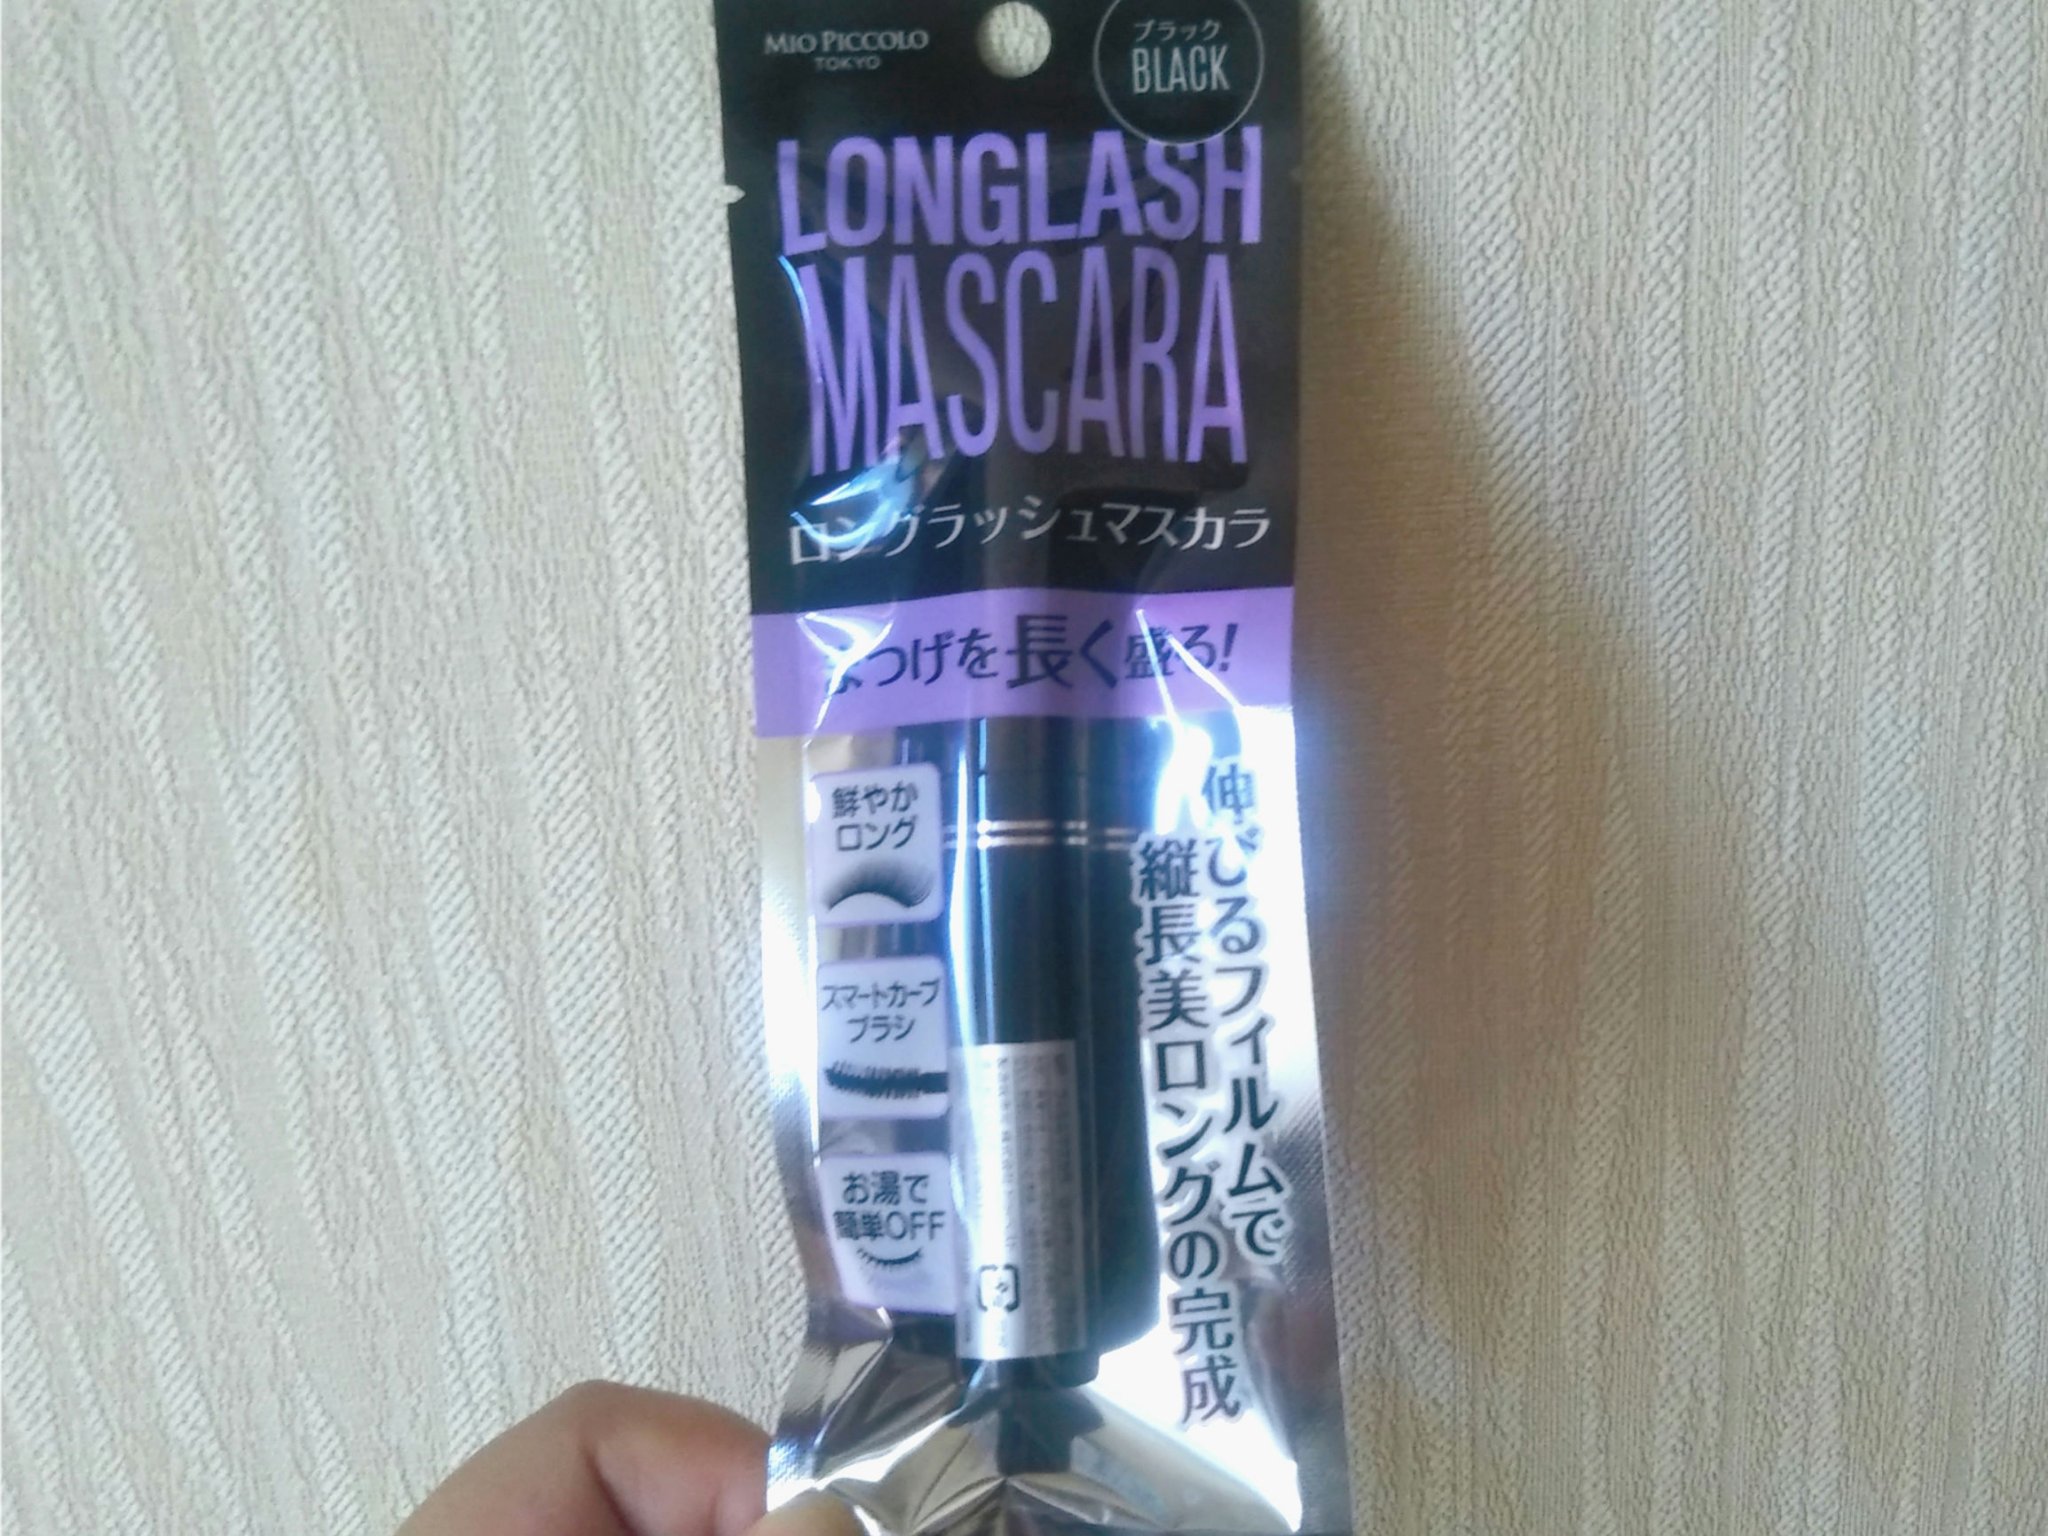 MIO PICCOLO
TOKYO
ブラック
BLACK
LONGLASH
MASCARA
ロングラッシュマスカラ
まつげを長く盛る!
鮮やか
ロング
スマートカーブ
ブラシ
お湯で
簡単OFF
伸びるフィルムで
縦長美ロングの完成